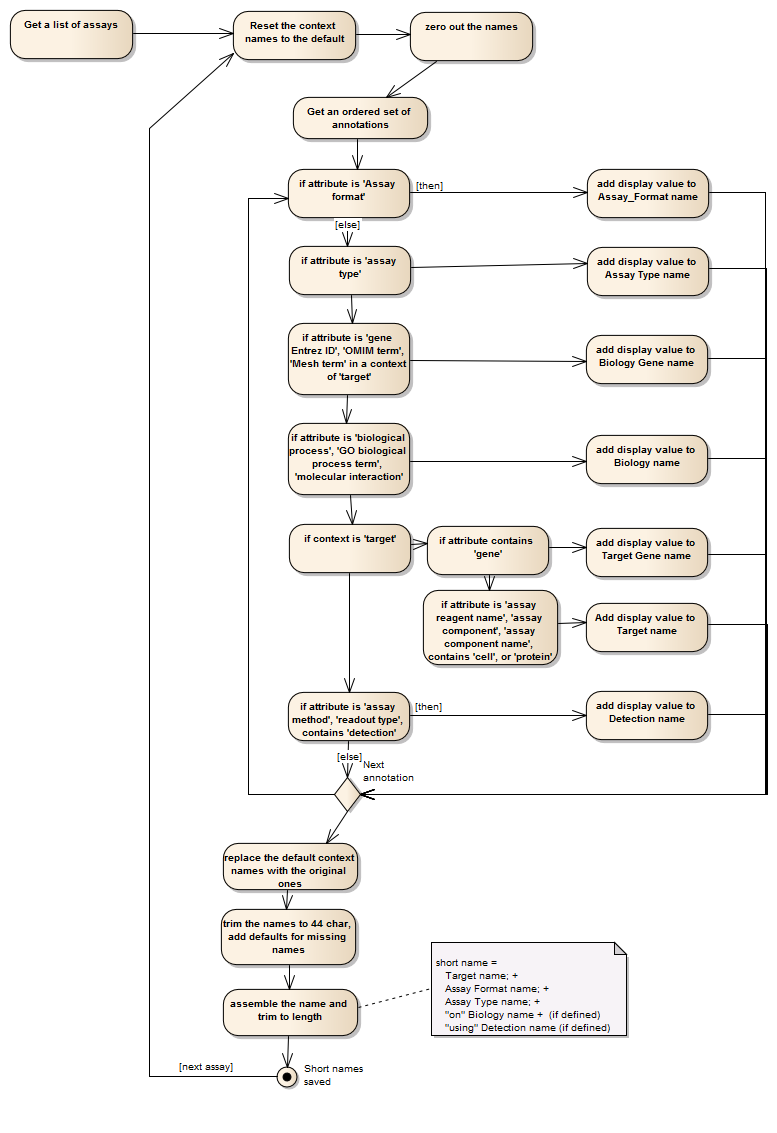 Get a list of assays
Reset the context
names to the default
zero out the names
Get an ordered set of
annotations
if attribute is 'Assay
format'
[then]
add display value to
Assay_Format name
[else]
if attribute is 'assay
type'
add display value to
Assay Type name
if attribute is 'gene
Entrez ID', 'OMIM term',
'Mesh term' in a context
of 'target'
add display value to
Biology Gene name
if attribute is 'biological
process', 'GO biological
process term',
'molecular interaction'
add display value to
Biology name
if context is 'target'
if attribute contains
'gene'
add display value to
Target Gene name
if attribute is 'assay
reagent name', 'assay
component', 'assay
component name',
contains 'cell', or 'protein'
Add display value to
Target name
if attribute is 'assay
method', 'readout type',
contains 'detection'
[then]
add display value to
Detection name
[else]
Next
annotation
replace the default context
names with the original
ones
trim the names to 44 char,
add defaults for missing
names
assemble the name and
trim to length
short name =
Target name; +
Assay Format name; +
Assay Type name; +
"on" Biology name +  (if defined)
"using" Detection name (if defined)
[next assay]
Short names
saved